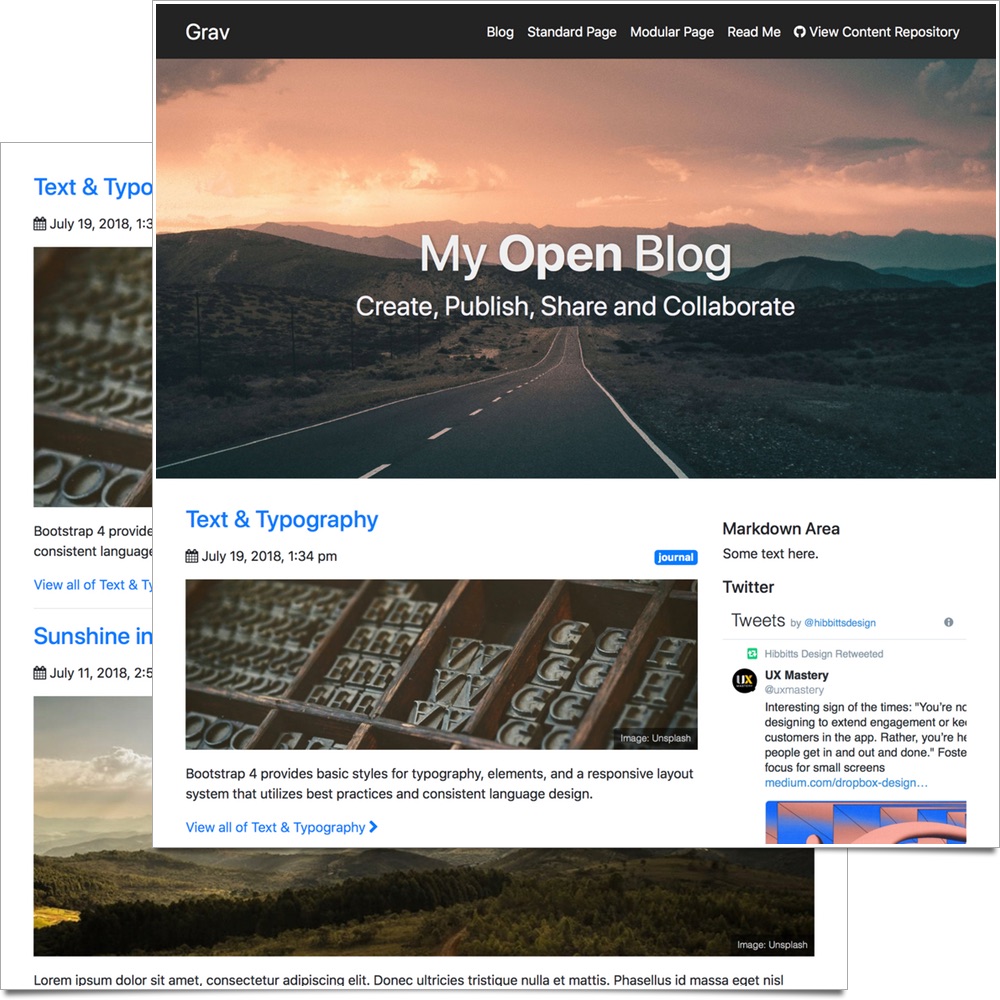 Grav
Blog Standard Page Modular Page Read Me View Content Repository
My Open Blog
Create, Publish, Share and Collaborate
Text & Typography
July 19, 2018, 1:34 pm
journal
Image: Unsplash
Bootstrap 4 provides basic styles for typography, elements, and a responsive layout
system that utilizes best practices and consistent language design.
View all of Text & Typography
Markdown Area
Some text here.
Twitter
Tweets by @hibbittsdesign
Hibbitts Design Retweeted
UX
UX Mastery
@uxmastery
Interesting sign of the times: "You're
designing to extend engagement or
customers in the app. Rather, you're
people get in and out and done."
focus for small screens
medium.com/dropbox-design…
Text & Typo
July 19, 2018, 1:3
Bootstrap 4 provide
consistent language
View all of Text & Ty
Sunshine in
July 11, 2018, 2:5
Image: Unsplash
Lorem ipsum dolor sit amet, consectetur adipiscing elit. Donec ultricies tristique nulla et mattis. Phasellus id massa eget nisl